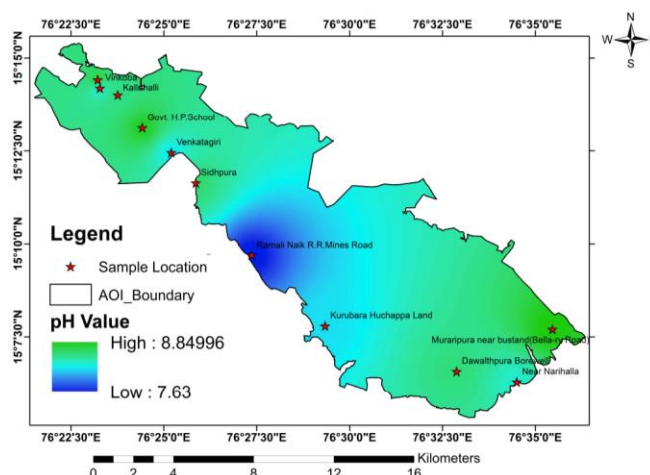 76°22'30"E 76°25'0"E 76°27'30"E 76°30'0"E 76°32'30"E 76°35'0"E
N
W E
S
15°15'0"N
15°12'30"N
15°10'0"N
15°7'30"N
Vinkoba
Kallahalli
Govt. H.P.School
Venkatagiri
Sidhpura
Ramali Naik R.R.Mines Road
Kurubara Huchappa Land
Muraripura near bustand(Bella-ry Road)
Dawalthpura Borewell
Near Narihalla
Legend
Sample Location
AOI_Boundary
pH Value
High : 8.84996
Low : 7.63
76°22'30"E 76°25'0"E 76°27'30"E 76°30'0"E 76°32'30"E 76°35'0"E
Kilometers
0 2 4 8 12 16